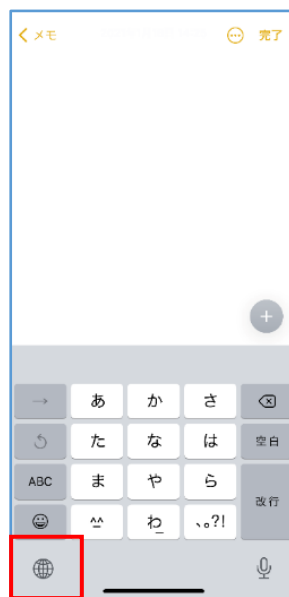 メモ 完了
→ あ か さ
た な は 空白
ABC ま や ら 改行
^^ わ_ 、。?!